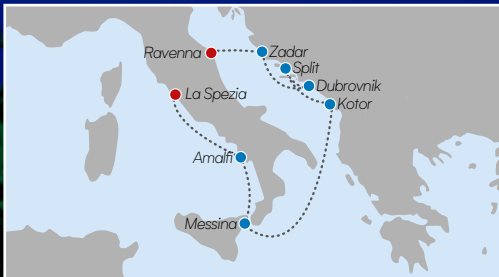 Ravenna
Zadar
Split
Dubrovnik
La Spezia
Kotor
Amalfi
Messina